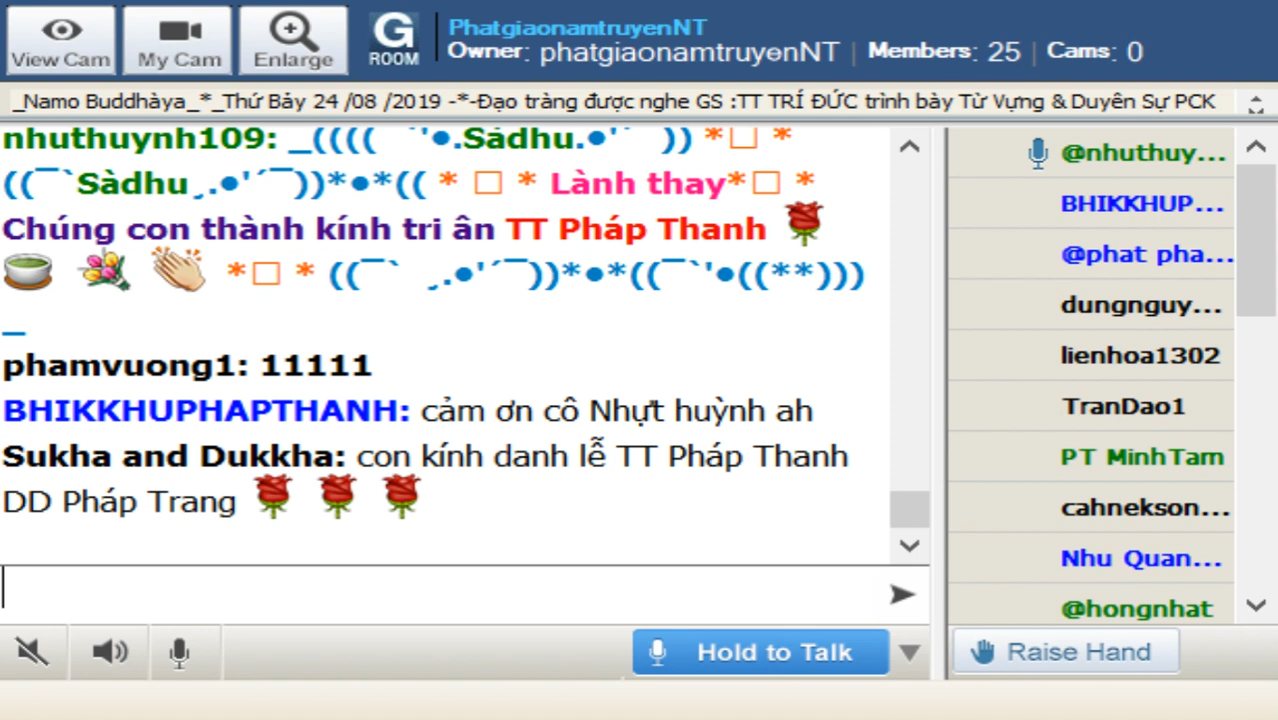 View Cam
My Cam
Enlarge
G
ROOM
PhatgiaonamtruyenNT
Owner: phatgiaonamtruyenNT | Members: 25 | Cams: 0
_Namo Buddhàya_*_Thứ Bảy 24 /08 /2019 -*-Đạo tràng được nghe GS :TT TRÍ ĐỨC trình bày Từ Vựng & Duyên Sự PCK
nhuthuynh109: _(((( ¯`'●.Sàdhu.●'´¯ )) *□ *
((¯`Sàdhu¸.●'´¯))*●*(( * □ * Lành thay*□ *
Chúng con thành kính tri ân TT Pháp Thanh
*□ * ((¯` ¸.●'´¯))*●*((¯`'●((**)))
_
phamvuong1: 11111
BHIKKHUPHAPTHANH: cảm ơn cô Nhựt huỳnh ah
Sukha and Dukkha: con kính danh lễ TT Pháp Thanh
DD Pháp Trang
@nhuthuy...
BHIKKHUP...
@phat pha...
dungnguy...
lienhoa1302
TranDao1
PT MinhTam
cahnekson...
Nhu Quan...
@hongnhat
Hold to Talk
Raise Hand